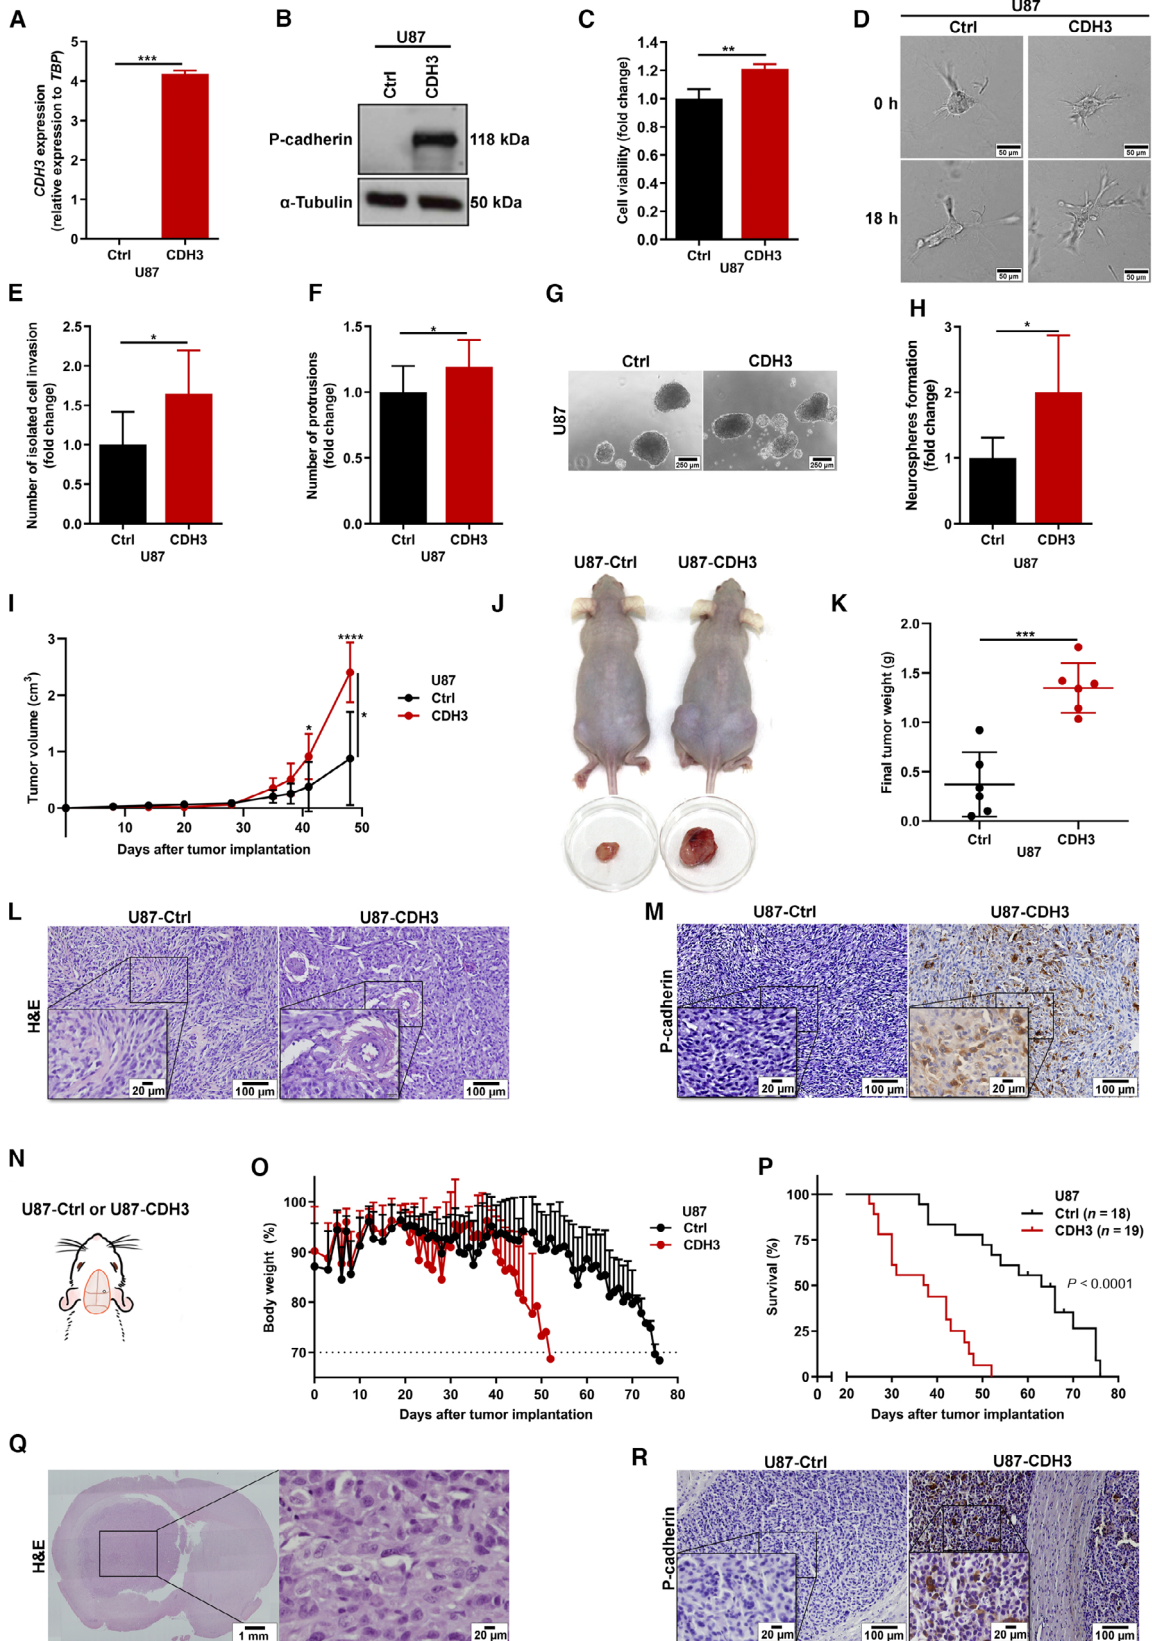 A
CDH3 expression
(relative expression to TBP)
5
4
3
2
1
0
***
Ctrl
CDH3
U87
B
U87
Ctrl
CDH3
P-cadherin
118 kDa
α-Tubulin
50 kDa
C
Cell viability (fold change)
1.4
1.2
1.0
0.8
0.6
0.4
0.2
0.0
**
Ctrl
CDH3
U87
D
U87
Ctrl
CDH3
0 h
50 µm
50 µm
18 h
50 µm
50 µm
E
Number of isolated cell invasion
(fold change)
2.5
2.0
1.5
1.0
0.5
0.0
*
Ctrl
CDH3
U87
F
Number of protrusions
(fold change)
1.5
1.0
0.5
0.0
*
Ctrl
CDH3
U87
G
Ctrl
CDH3
U87
250 µm
250 µm
H
Neurospheres formation
(fold change)
3
2
1
0
*
Ctrl
CDH3
U87
I
Tumor volume (cm³)
3
2
1
0
****
*
*
U87
Ctrl
CDH3
10 20 30 40 50
Days after tumor implantation
J
U87-Ctrl
U87-CDH3
K
Final tumor weight (g)
2.0
1.5
1.0
0.5
0.0
***
Ctrl
CDH3
U87
L
U87-Ctrl
U87-CDH3
H&E
20 µm
100 µm
20 µm
100 µm
M
U87-Ctrl
U87-CDH3
P-cadherin
20 µm
100 µm
20 µm
100 µm
N
U87-Ctrl or U87-CDH3
O
Body weight (%)
100
90
80
70
U87
Ctrl
CDH3
0 10 20 30 40 50 60 70 80
Days after tumor implantation
P
Survival (%)
100
75
50
25
0
U87
Ctrl (n = 18)
CDH3 (n = 19)
P < 0.0001
0 20 30 40 50 60 70 80
Days after tumor implantation
Q
H&E
1 mm
20 µm
R
U87-Ctrl
U87-CDH3
P-cadherin
20 µm
100 µm
20 µm
100 µm